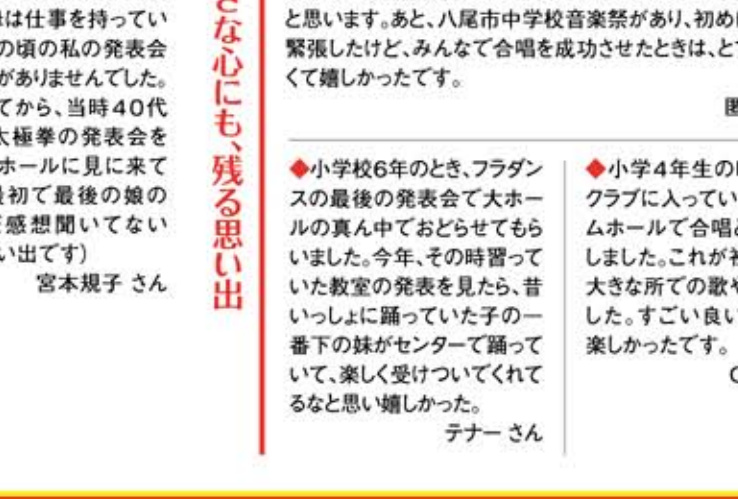 と思います。あと、八尾市中学校音楽祭があり、初め
緊張したけど、みんなで合唱を成功させたときは、と
くて嬉しかったです。
さな心にも、残る思い出
◆小学校6年のとき、フラダン
スの最後の発表会で大ホー
ルの真ん中でおどらせてもら
いました。今年、その時習って
いた教室の発表を見たら、昔
いっしょに踊っていた子の一
番下の妹がセンターで踊って
いて、楽しく受けついでくれて
るなと思い嬉しかった。
テナー さん
◆小学4年生の
クラブに入ってい
ムホールで合唱
しました。これが
大きな所での歌
した。すごい良い
楽しかったです。
は仕事を持ってい
の頃の私の発表会
がありませんでした。
てから、当時40代
太極拳の発表会を
ホールに見に来て
最初で最後の娘の
感想聞いてない
い出です)
宮本規子 さん